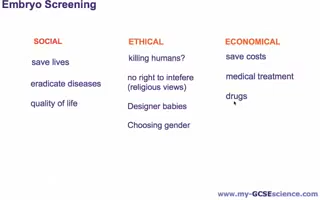 Embryo Screening
SOCIAL
save lives
eradicate diseases
quality of life
ETHICAL
killing humans?
no right to intefere
(religious views)
Designer babies
Choosing gender
ECONOMICAL
save costs
medical treatment
drugs
www.my-GCSEscience.com